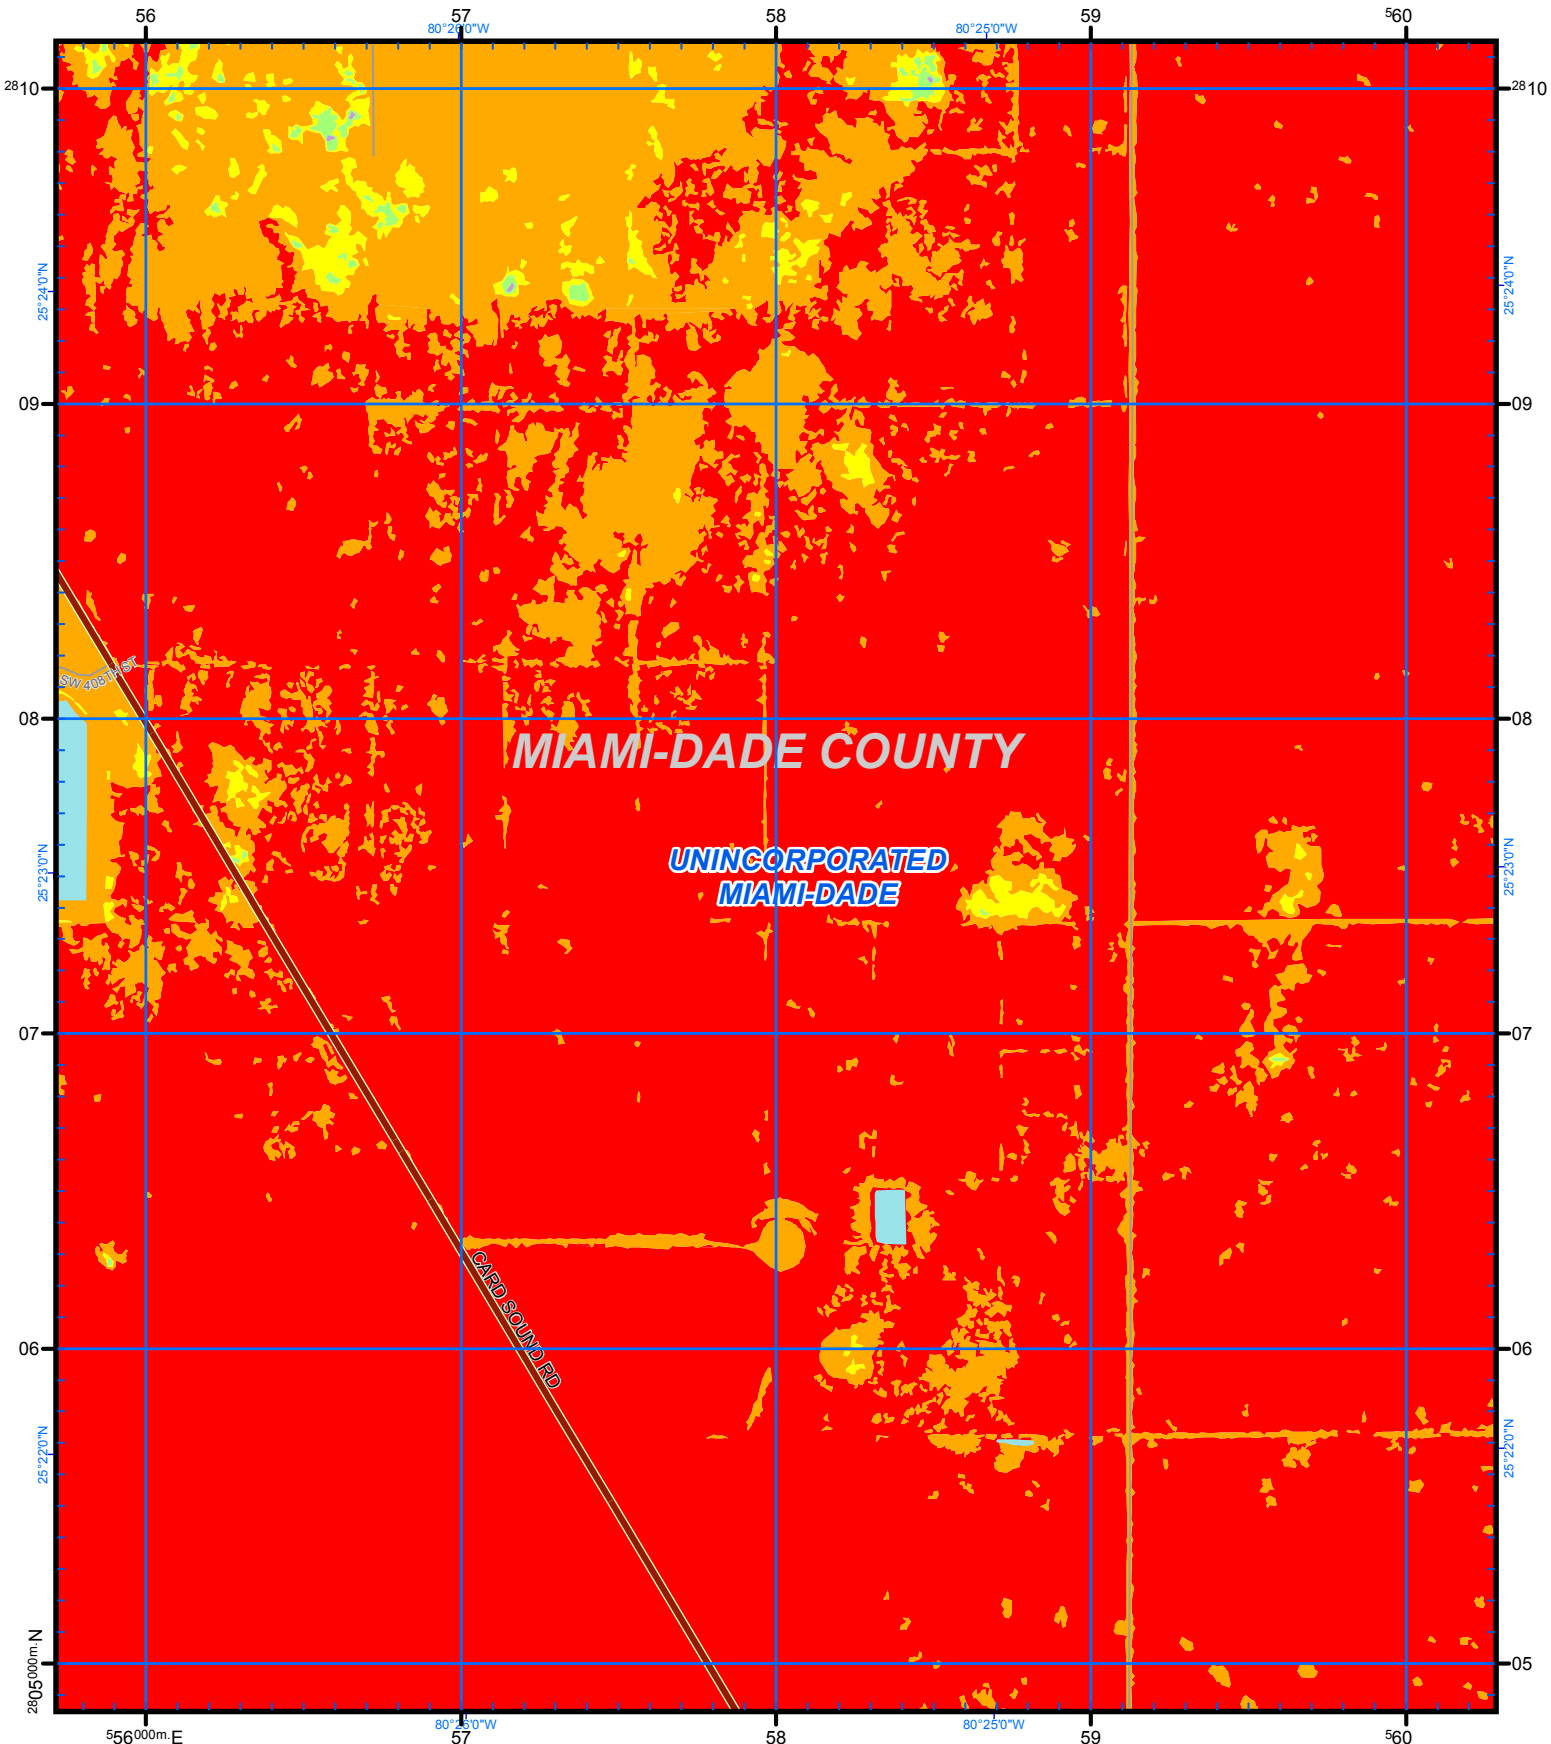 56 57 58 59 560
80°26'0"W 80°25'0"W
2810 2810
25°24'0"N 25°24'0"N
09 09
SW 408TH ST
08 08
MIAMI-DADE COUNTY
UNINCORPORATED
MIAMI-DADE
25°23'0"N 25°23'0"N
07 07
CARD SOUND RD
06 06
25°22'0"N 25°22'0"N
2805000m. N 05
80°26'0"W 80°25'0"W
556000m. E 57 58 59 560